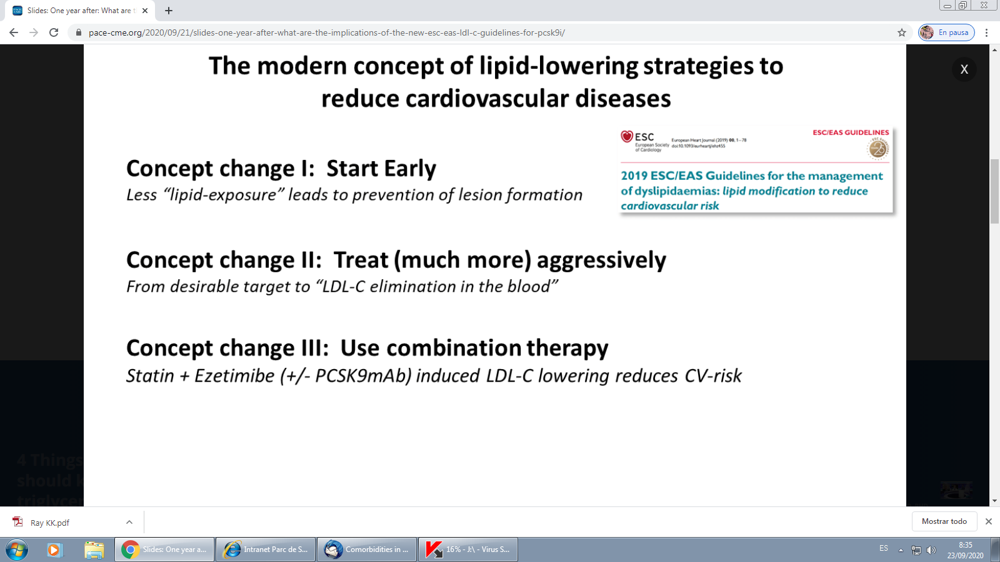 Slides: One year after: What are t
pace-cme.org/2020/09/21/slides-one-year-after-what-are-the-implications-of-the-new-esc-eas-ldl-c-guidelines-for-pcsk9i/
En pausa
X
The modern concept of lipid-lowering strategies to
reduce cardiovascular diseases
ESC
European Society
of Cardiology
European Heart Journal (2019) 00, 1–78
doi:10.1093/eurheartj/ehz455
ESC/EAS GUIDELINES
2019 ESC/EAS Guidelines for the management
of dyslipidaemias: lipid modification to reduce
cardiovascular risk
Concept change I: Start Early
Less “lipid-exposure” leads to prevention of lesion formation
Concept change II: Treat (much more) aggressively
From desirable target to “LDL-C elimination in the blood”
Concept change III: Use combination therapy
Statin + Ezetimibe (+/- PCSK9mAb) induced LDL-C lowering reduces CV-risk
4 Things
should k
triglycer
Ray KK.pdf
Mostrar todo
Slides: One year a...
Intranet Parc de S...
Comorbidities in ...
16% - J:\ - Virus S...
ES
8:35
23/09/2020